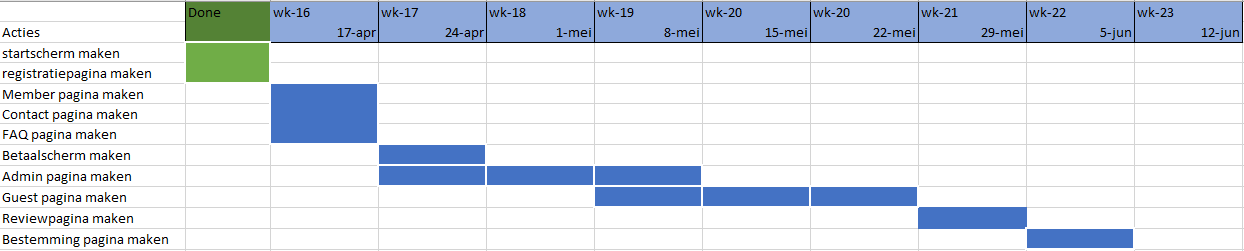 Done wk-16 wk-17 wk-18 wk-19 wk-20 wk-20 wk-21 wk-22 wk-23
Acties 17-apr 24-apr 1-mei 8-mei 15-mei 22-mei 29-mei 5-jun 12-jun
startscherm maken
registratiepagina maken
Member pagina maken
Contact pagina maken
FAQ pagina maken
Betaalscherm maken
Admin pagina maken
Guest pagina maken
Reviewpagina maken
Bestemming pagina maken